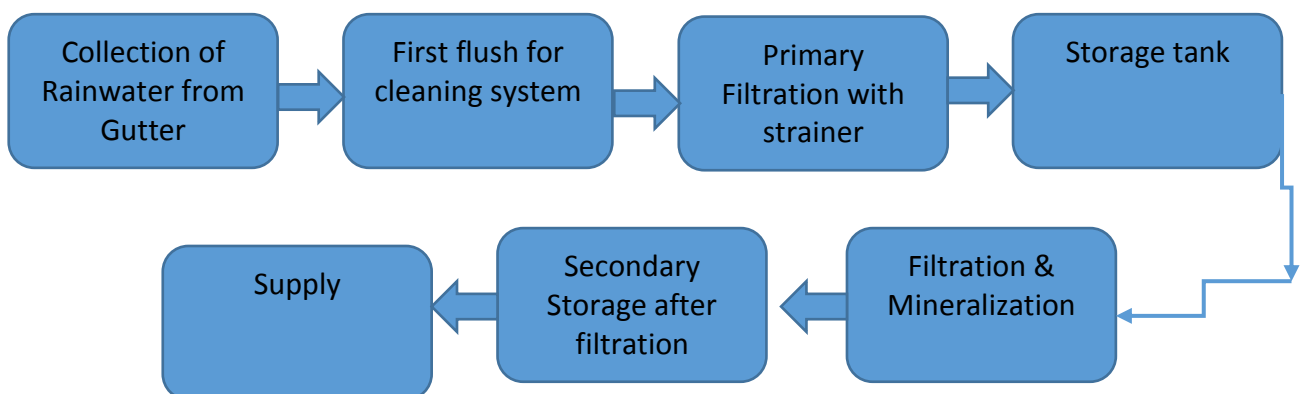 Collection of
Rainwater from
Gutter
First flush for
cleaning system
Primary
Filtration with
strainer
Storage tank
Filtration &
Mineralization
Secondary
Storage after
filtration
Supply